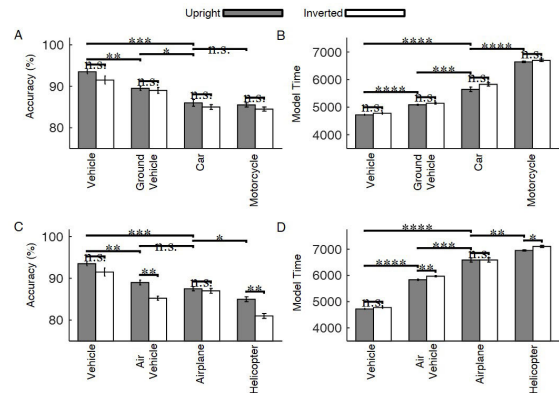 Upright Inverted
A
Accuracy (%)
100
90
80
***
**
*
n.s.
n.s.
n.s.
n.s.
n.s.
Vehicle
Ground Vehicle
Car
Motorcycle
B
Model Time
7000
6000
5000
4000
****
****
***
****
n.s.
n.s.
n.s.
n.s.
Vehicle
Ground Vehicle
Car
Motorcycle
C
Accuracy (%)
100
90
80
***
**
n.s.
*
n.s.
**
n.s.
**
Vehicle
Air Vehicle
Airplane
Helicopter
D
Model Time
7000
6000
5000
4000
****
****
***
**
n.s.
**
n.s.
*
Vehicle
Air Vehicle
Airplane
Helicopter